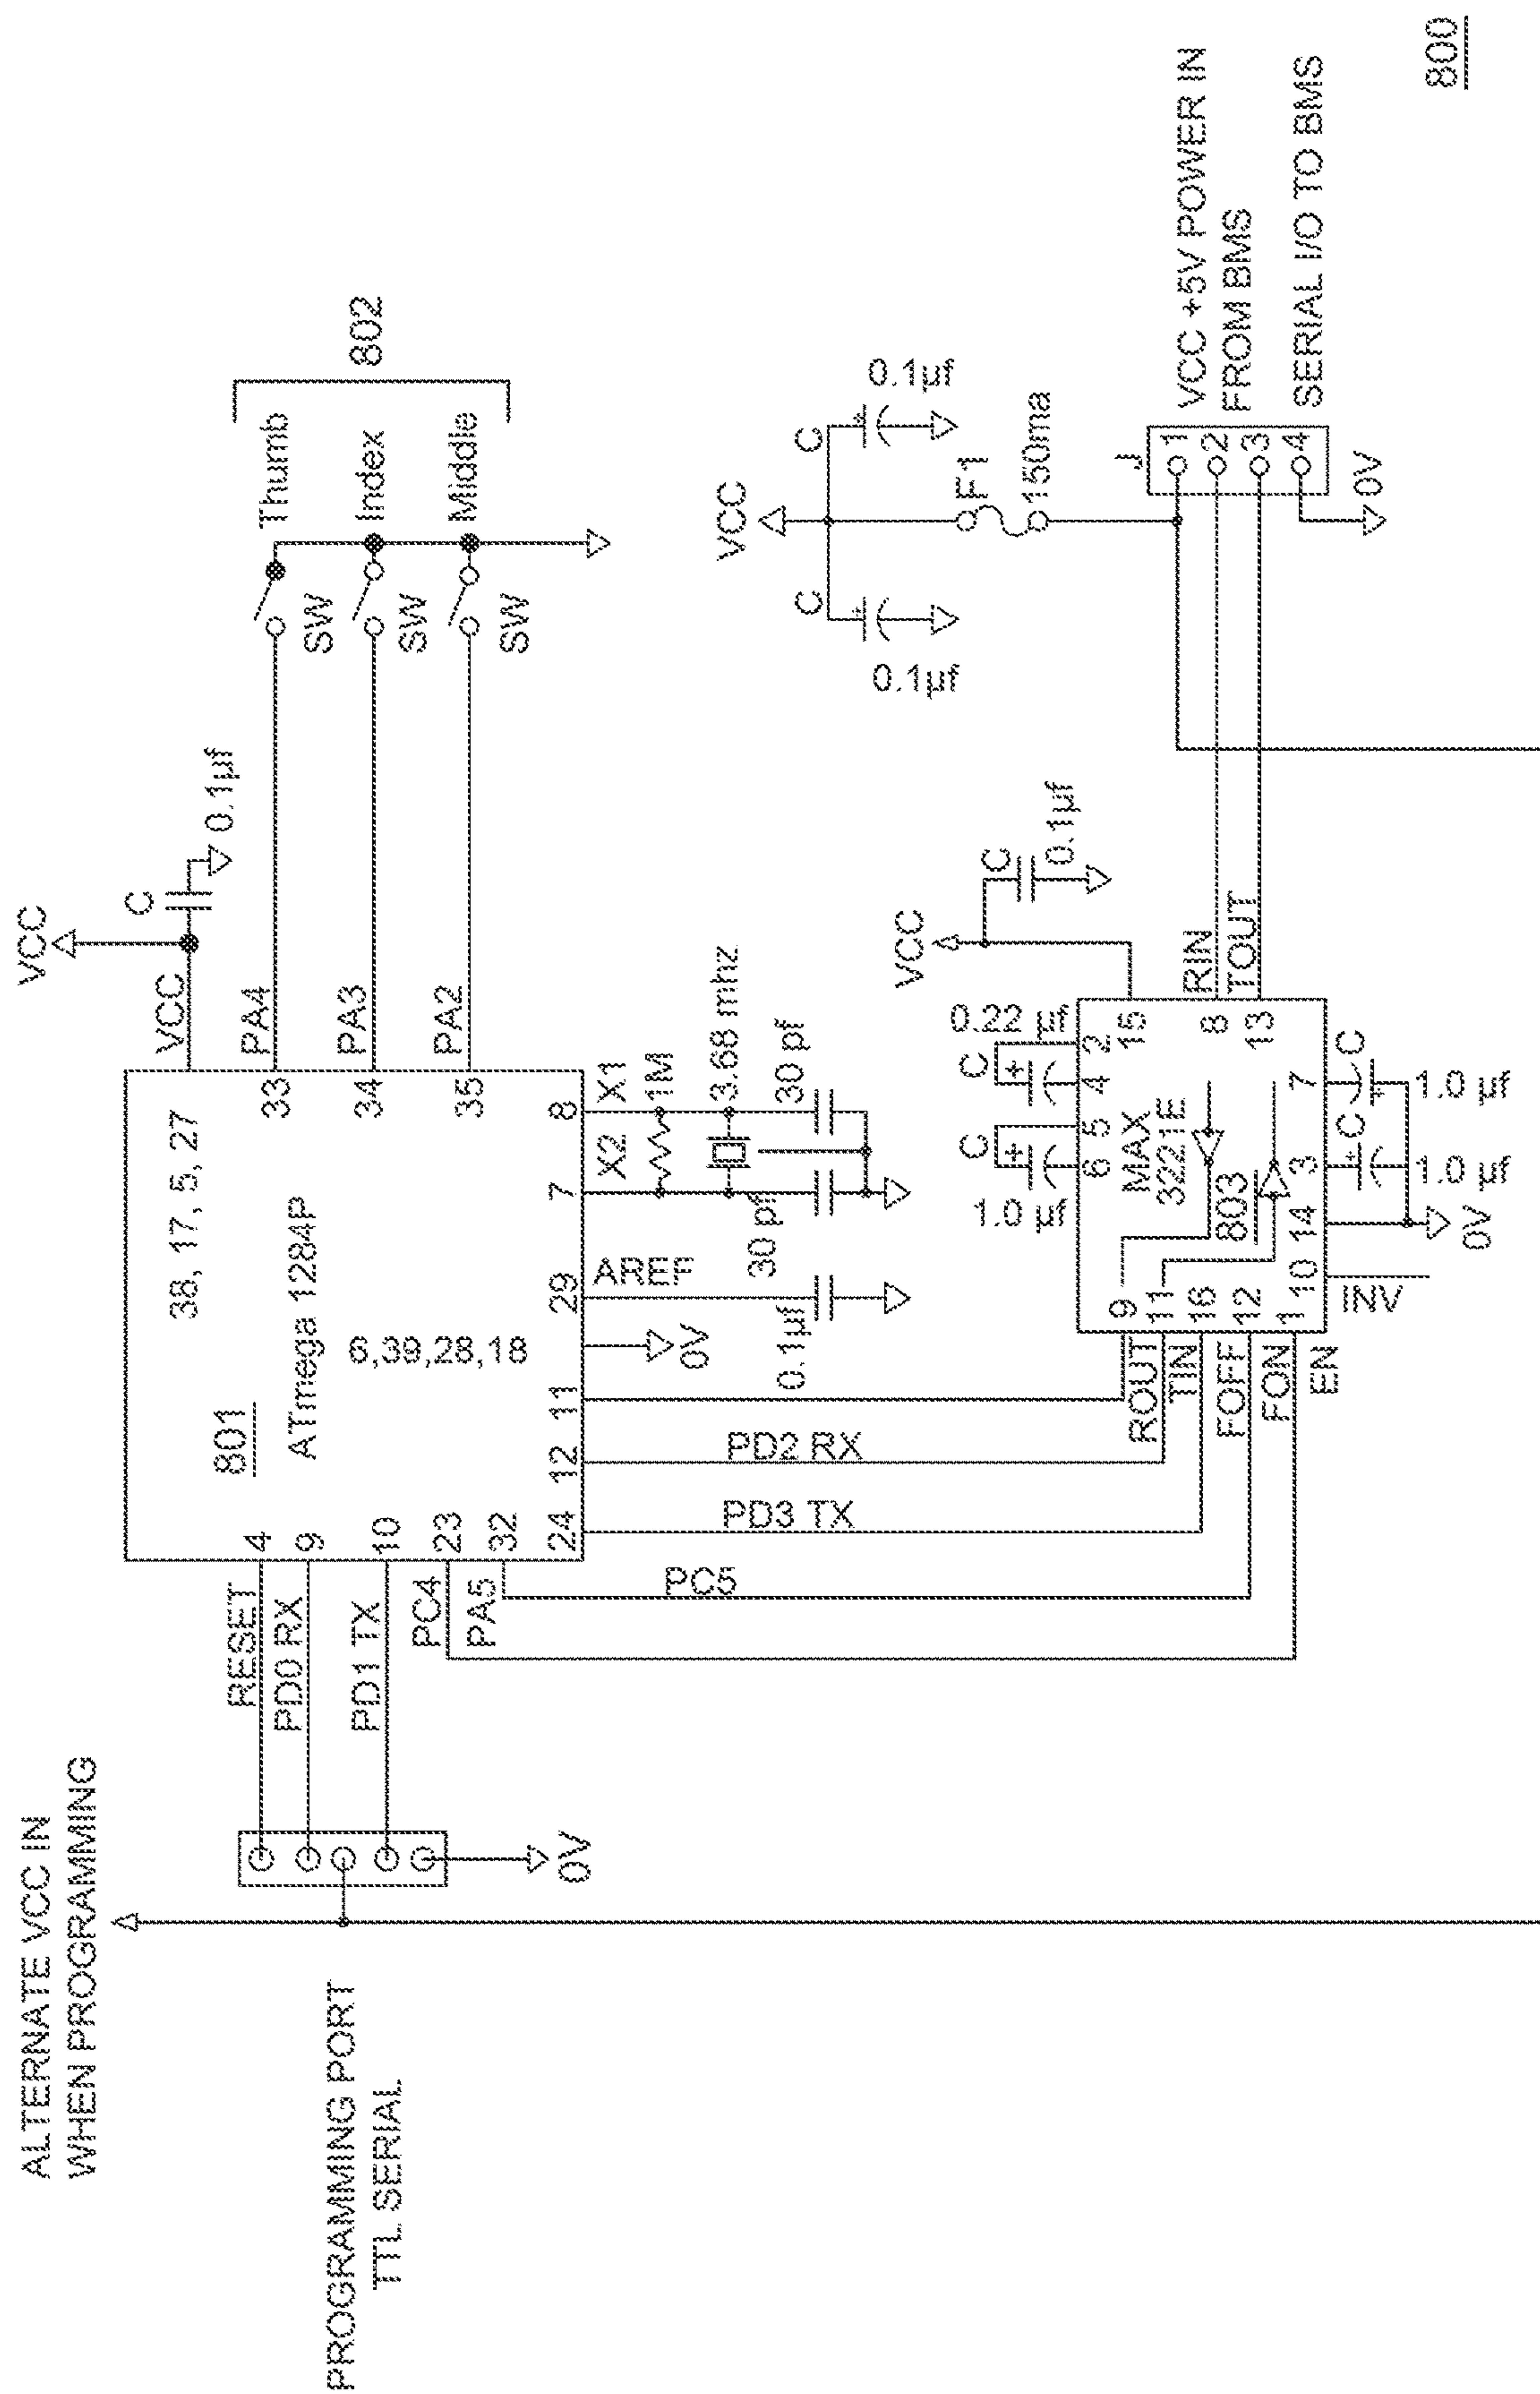 ALTERNATE VCC IN
WHEN PROGRAMMING
PROGRAMMING PORT
TTL SERIAL
0V
RESET
PD0 RX
PD1 TX
PC4
PA5
4
9
10
23
32
801
ATmega 1284P
38, 17, 5, 27
6,39,28,18
VCC
VCC
C
0.1µf
PA4
PA3
PA2
33
34
35
SW
SW
SW
Thumb
Index
Middle
802
24
12
11
29
7
8
0V
AREF
X2
X1
1M
3.68 mhz
30 pf
30 pf
0.1µf
PC5
PD3 TX
PD2 RX
ROUT
TIN
FOFF
FON
EN
9
11
16
12
1
MAX
3221E
803
6
5
4
2
15
8
13
10
14
3
7
INV
0V
1.0 µf
C
C
0.22 µf
C
1.0 µf
C
1.0 µf
VCC
C
0.1µf
RIN
TOUT
VCC
C
0.1µf
C
0.1µf
F1
150ma
J
1
2
3
4
0V
VCC +5V POWER IN
FROM BMS
SERIAL I/O TO BMS
800